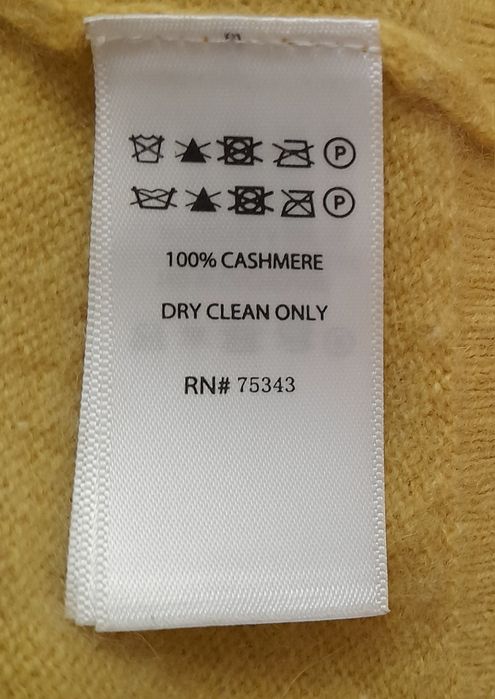 P
P
100% CASHMERE
DRY CLEAN ONLY
RN# 75343